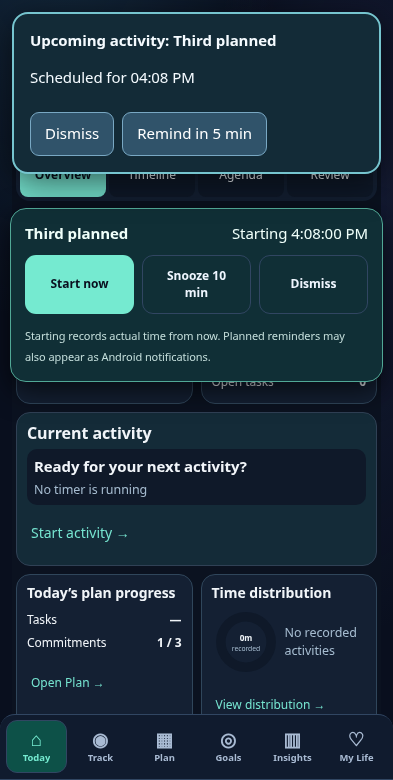 Upcoming activity: Third planned
Scheduled for 04:08 PM
Dismiss
Remind in 5 min
Overview
Timeline
Agenda
Review
Third planned
Starting 4:08:00 PM
Start now
Snooze 10
min
Dismiss
Starting records actual time from now. Planned reminders may
also appear as Android notifications.
Open tasks
Current activity
Ready for your next activity?
No timer is running
Start activity →
Today's plan progress
Tasks —
Commitments 1 / 3
Open Plan →
Time distribution
0m
recorded
No recorded
activities
View distribution →
Today
Track
Plan
Goals
Insights
My Life